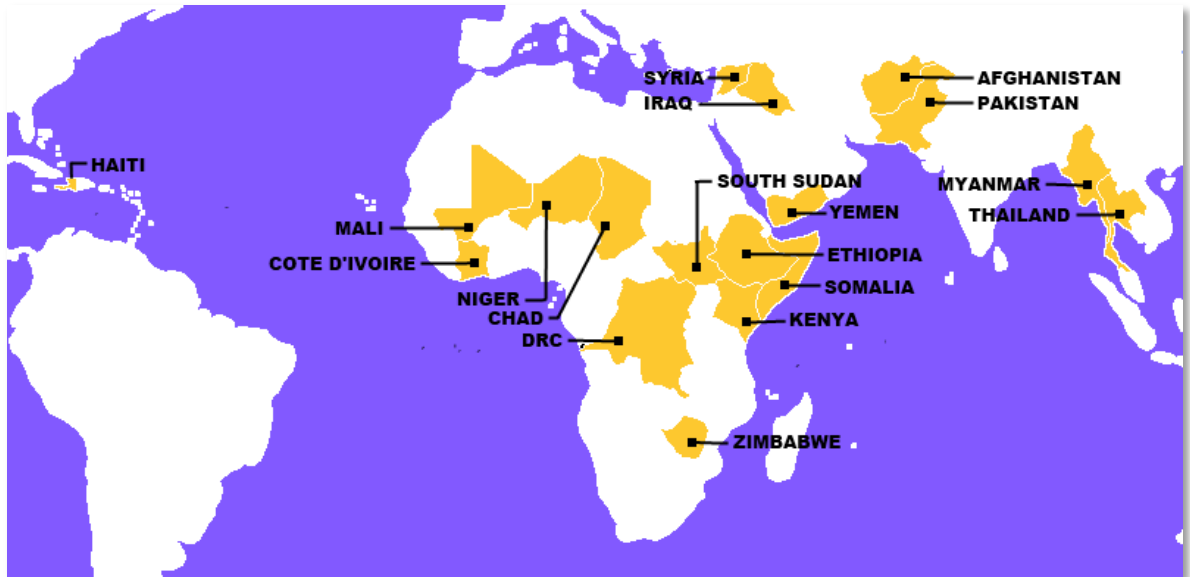 SYRIA
AFGHANISTAN
IRAQ
PAKISTAN
HAITI
SOUTH SUDAN
MYANMAR
YEMEN
THAILAND
MALI
ETHIOPIA
COTE D'IVOIRE
SOMALIA
NIGER
CHAD
KENYA
DRC
ZIMBABWE